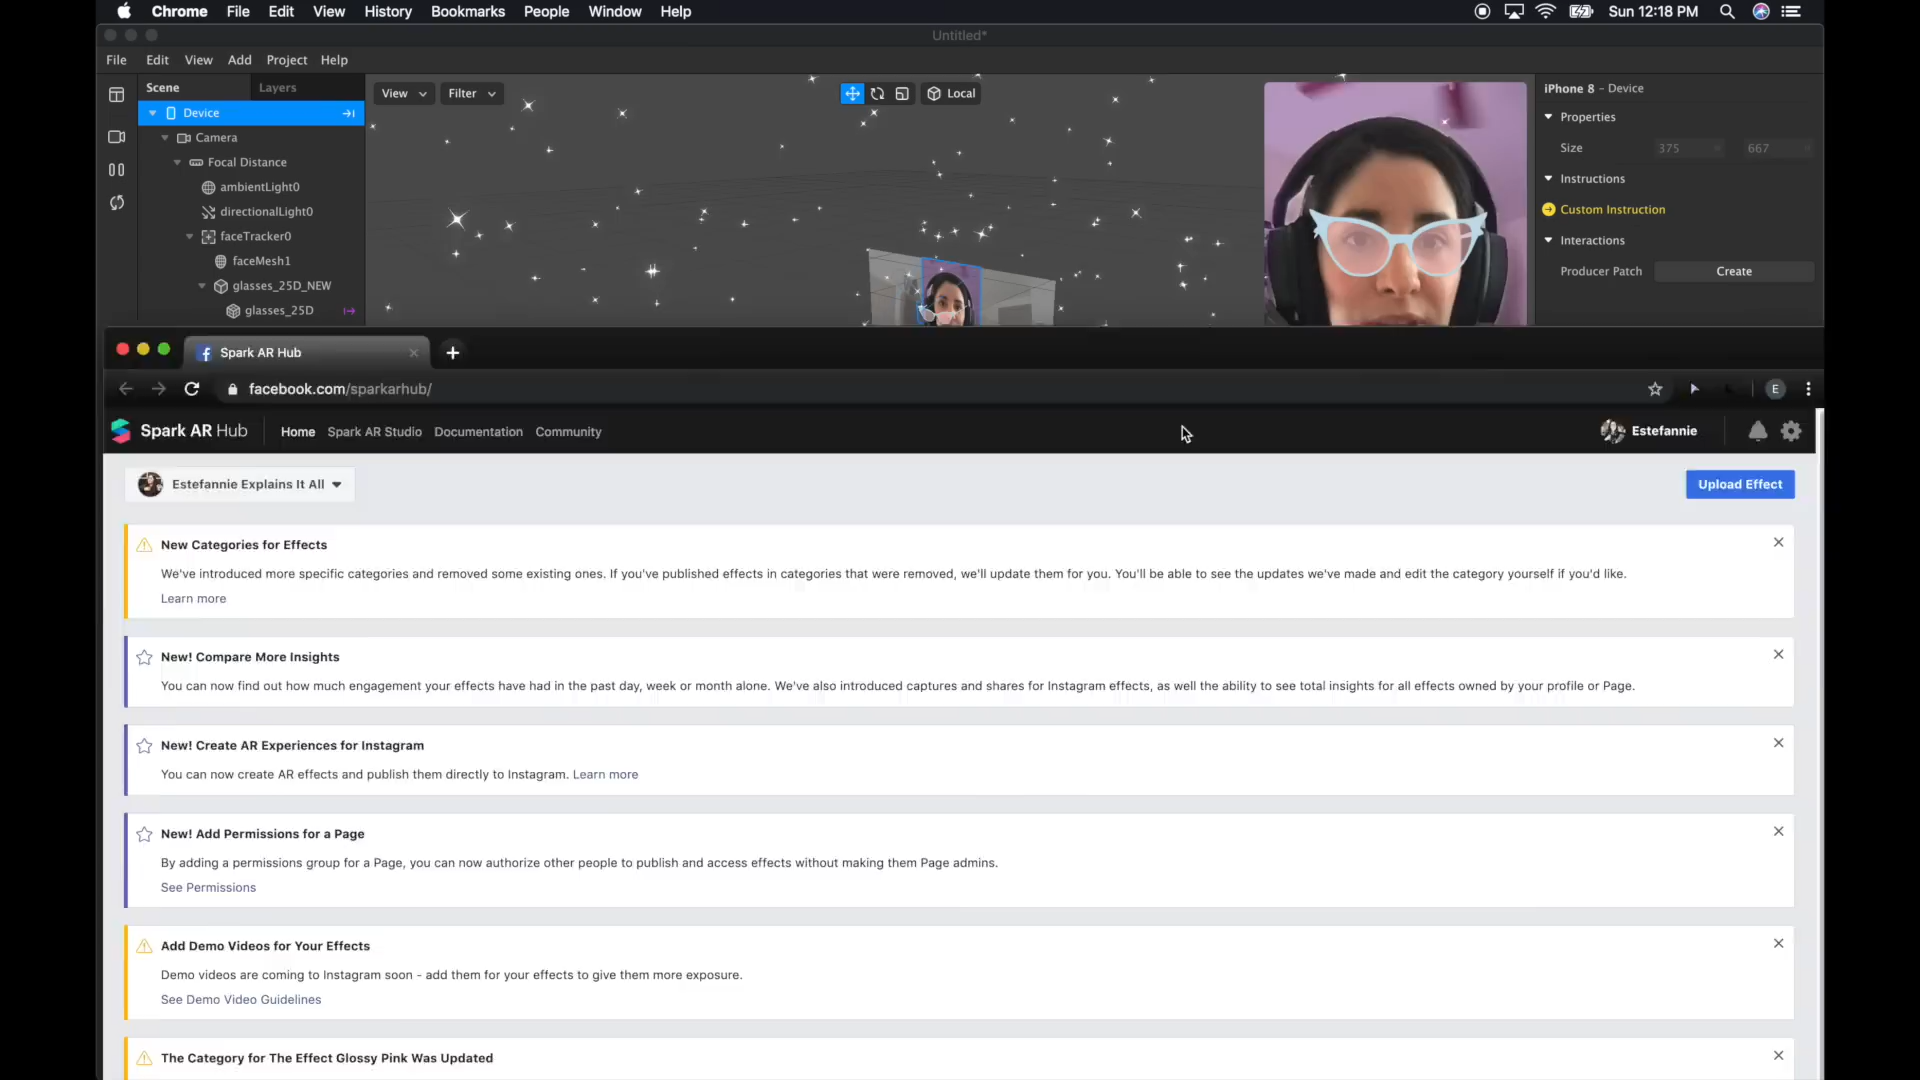 Chrome File Edit View History Bookmarks People Window Help Sun 12:18 PM
Untitled*
File Edit View Add Project Help
Scene Layers
View Filter Local
iPhone 8 - Device
Device
Properties
Camera
Size 375 667
Focal Distance
Instructions
ambientLight0
Custom Instruction
directionalLight0
faceTracker0
Interactions
faceMesh1
Producer Patch Create
glasses_25D_NEW
glasses_25D
Spark AR Hub
facebook.com/sparkarhub/
E
Spark AR Hub Home Spark AR Studio Documentation Community Estefannie
Estefannie Explains It All
Upload Effect
New Categories for Effects
We've introduced more specific categories and removed some existing ones. If you've published effects in categories that were removed, we'll update them for you. You'll be able to see the updates we've made and edit the category yourself if you'd like.
Learn more
New! Compare More Insights
You can now find out how much engagement your effects have had in the past day, week or month alone. We've also introduced captures and shares for Instagram effects, as well the ability to see total insights for all effects owned by your profile or Page.
New! Create AR Experiences for Instagram
You can now create AR effects and publish them directly to Instagram. Learn more
New! Add Permissions for a Page
By adding a permissions group for a Page, you can now authorize other people to publish and access effects without making them Page admins.
See Permissions
Add Demo Videos for Your Effects
Demo videos are coming to Instagram soon - add them for your effects to give them more exposure.
See Demo Video Guidelines
The Category for The Effect Glossy Pink Was Updated